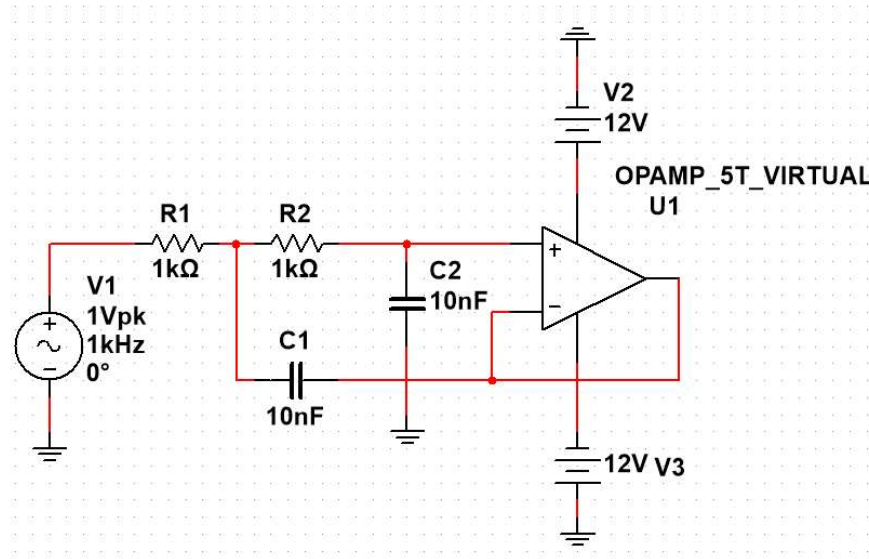 V2
12V
OPAMP_5T_VIRTUAL
U1
R1
1kΩ
R2
1kΩ
+
−
C2
10nF
V1
1Vpk
1kHz
0°
+
−
C1
10nF
12V V3